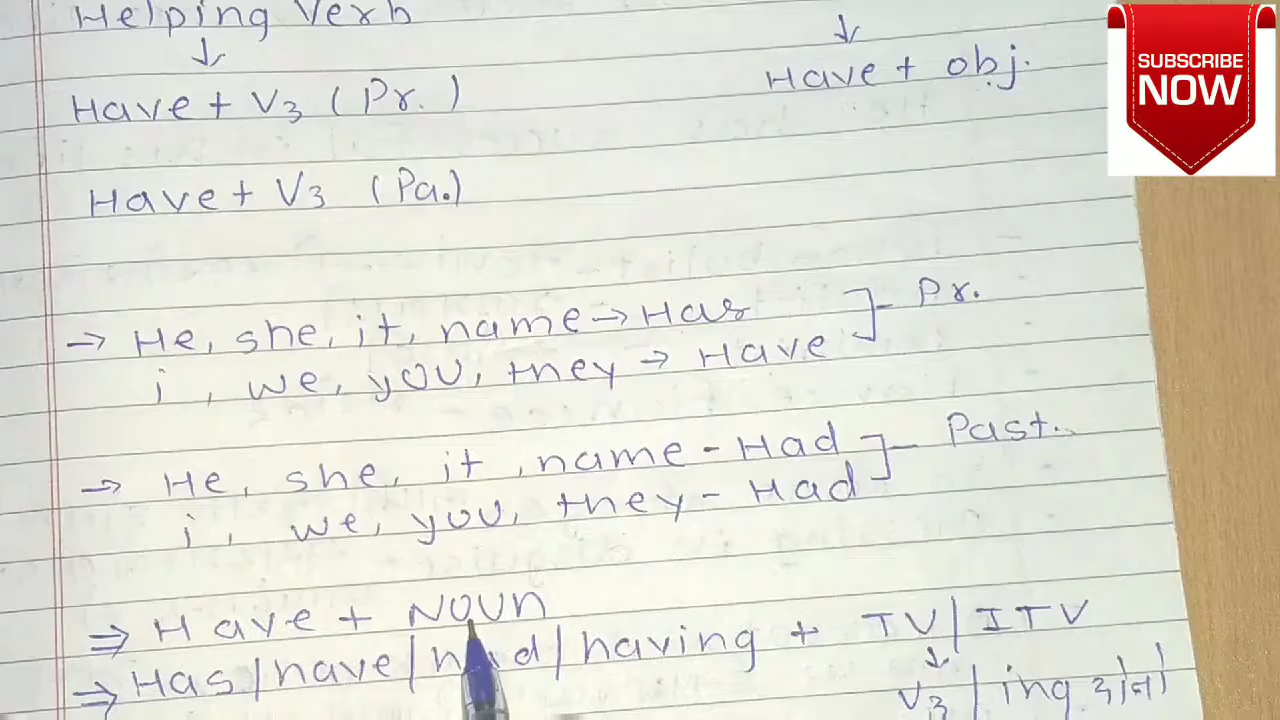 Helping Verb
↓
Have + V3 (Pr.)
↓
Have + obj.
Have + V3 (Pa.)
→ He, she, it, name → Has ]- Pr.
i, we, you, they → Have
→ He, she, it, name - Had ]- Past.
i, we, you, they - Had
⇒ Have + Noun
⇒ Has/have/had/having + TV/ITV
↓
V3/ing
SUBSCRIBE
NOW